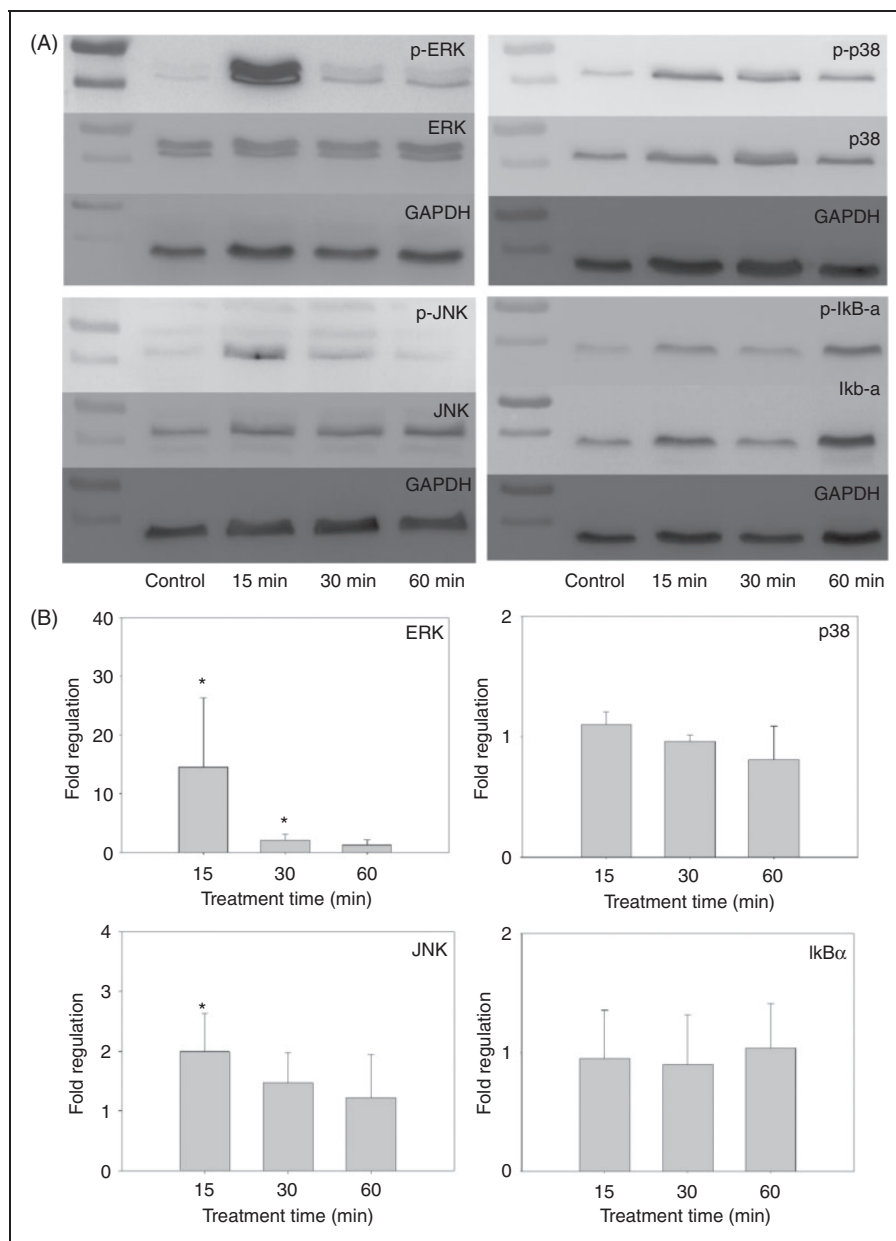 (A)
p-ERK
ERK
GAPDH
p-p38
p38
GAPDH
p-JNK
JNK
GAPDH
p-IkB-a
Ikb-a
GAPDH
Control 15 min 30 min 60 min
Control 15 min 30 min 60 min
(B)
ERK
Fold regulation
40
30
20
10
0
*
*
15 30 60
Treatment time (min)
p38
Fold regulation
2
1
0
15 30 60
Treatment time (min)
JNK
Fold regulation
4
3
2
1
0
*
15 30 60
Treatment time (min)
IkBα
Fold regulation
2
1
0
15 30 60
Treatment time (min)